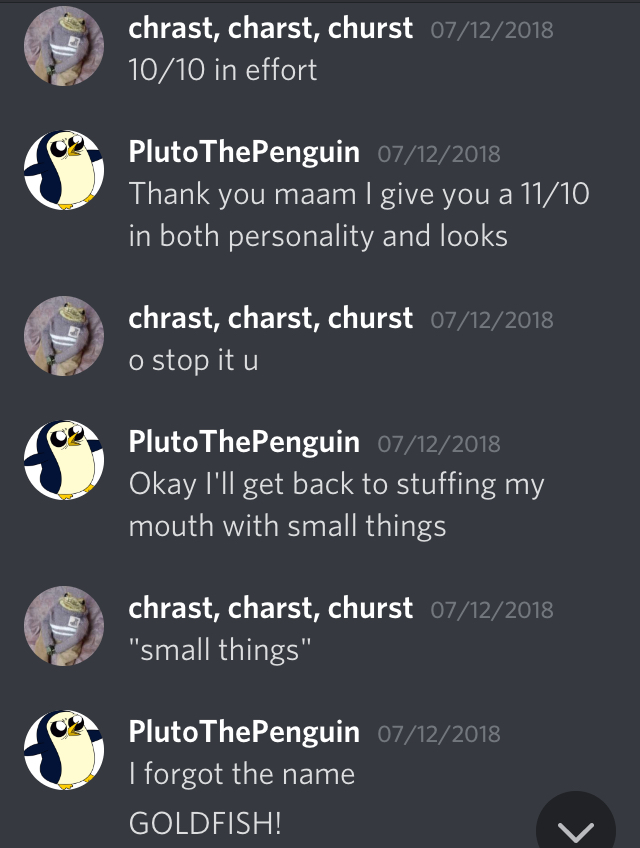 chrast, charst, churst 07/12/2018
10/10 in effort
PlutoThePenguin 07/12/2018
Thank you maam I give you a 11/10
in both personality and looks
chrast, charst, churst 07/12/2018
o stop it u
PlutoThePenguin 07/12/2018
Okay I'll get back to stuffing my
mouth with small things
chrast, charst, churst 07/12/2018
"small things"
PlutoThePenguin 07/12/2018
I forgot the name
GOLDFISH!